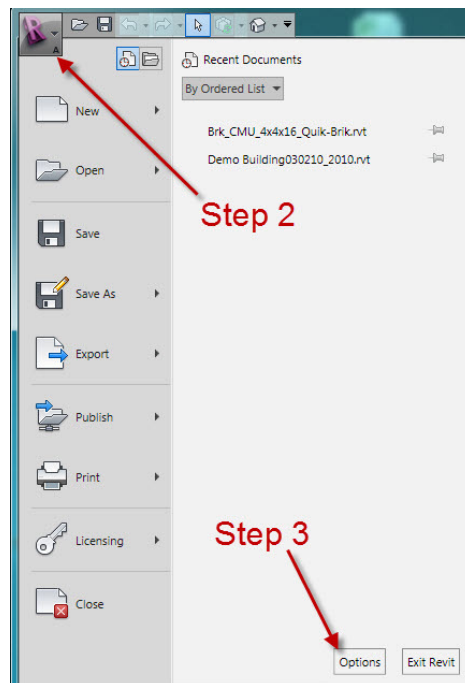 R
A
Recent Documents
By Ordered List
New
Brk_CMU_4x4x16_Quik-Brik.rvt
Demo Building030210_2010.rvt
Open
Step 2
Save
Save As
Export
Publish
Print
Licensing
Step 3
Close
Options
Exit Revit